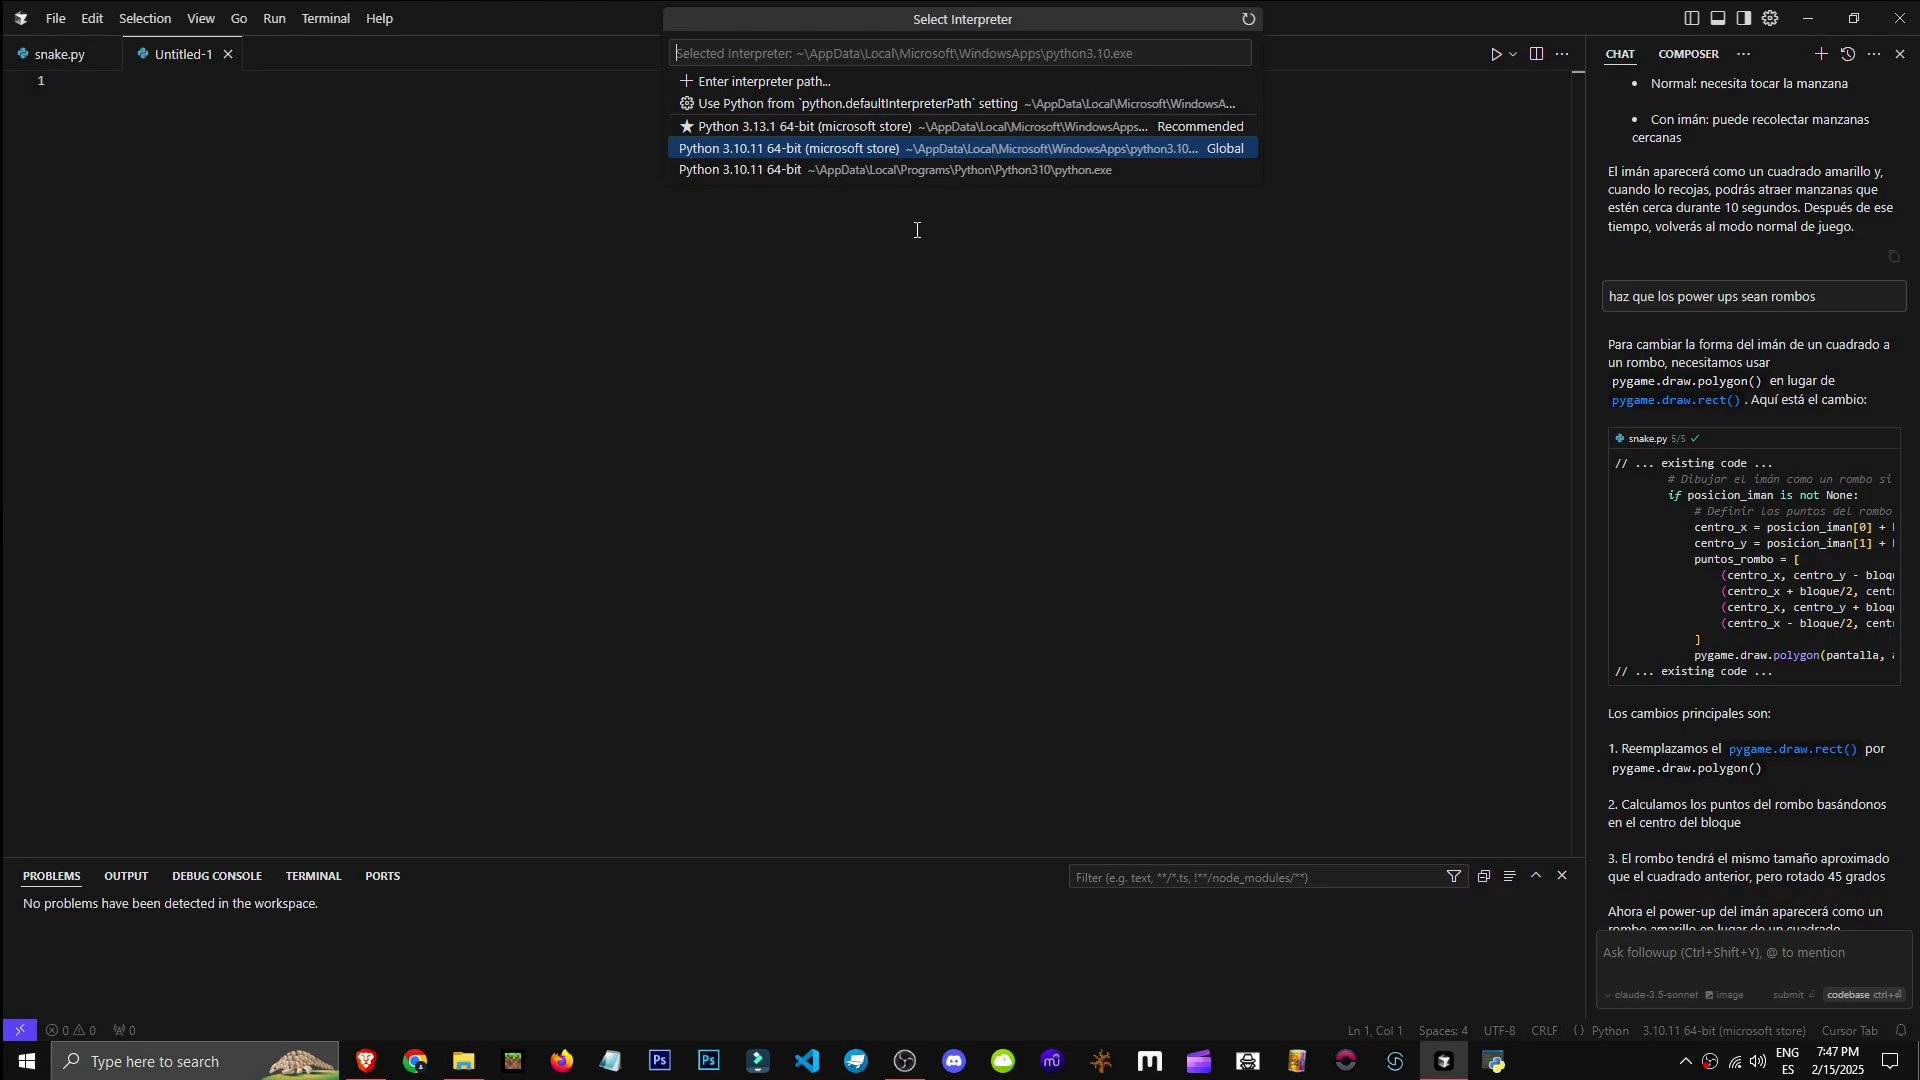 File Edit Selection View Go Run Terminal Help
Select Interpreter
snake.py
Untitled-1
1
Selected Interpreter: ~\AppData\Local\Microsoft\WindowsApps\python3.10.exe
Enter interpreter path...
Use Python from `python.defaultInterpreterPath` setting ~\AppData\Local\Microsoft\WindowsA...
Python 3.13.1 64-bit (microsoft store) ~\AppData\Local\Microsoft\WindowsApps... Recommended
Python 3.10.11 64-bit (microsoft store) ~\AppData\Local\Microsoft\WindowsApps\python3.10... Global
Python 3.10.11 64-bit ~\AppData\Local\Programs\Python\Python310\python.exe
CHAT COMPOSER
• Normal: necesita tocar la manzana
• Con imán: puede recolectar manzanas
cercanas
El imán aparecerá como un cuadrado amarillo y,
cuando lo recojas, podrás atraer manzanas que
estén cerca durante 10 segundos. Después de ese
tiempo, volverás al modo normal de juego.
haz que los power ups sean rombos
Para cambiar la forma del imán de un cuadrado a
un rombo, necesitamos usar
pygame.draw.polygon() en lugar de
pygame.draw.rect() . Aquí está el cambio:
snake.py 5/5
// ... existing code ...
# Dibujar el imán como un rombo si
if posicion_iman is not None:
# Definir los puntos del rombo
centro_x = posicion_iman[0] +
centro_y = posicion_iman[1] +
puntos_rombo = [
(centro_x, centro_y - bloqu
(centro_x + bloque/2, centr
(centro_x, centro_y + bloqu
(centro_x - bloque/2, centr
]
pygame.draw.polygon(pantalla,
// ... existing code ...
Los cambios principales son:
1. Reemplazamos el pygame.draw.rect() por
pygame.draw.polygon()
2. Calculamos los puntos del rombo basándonos
en el centro del bloque
3. El rombo tendrá el mismo tamaño aproximado
que el cuadrado anterior, pero rotado 45 grados
Ahora el power-up del imán aparecerá como un
rombo amarillo en lugar de un cuadrado
Ask followup (Ctrl+Shift+Y), @ to mention
claude-3.5-sonnet image submit codebase ctrl+
PROBLEMS OUTPUT DEBUG CONSOLE TERMINAL PORTS
Filter (e.g. text, **/*.ts, !**/node_modules/**)
No problems have been detected in the workspace.
0 0 0
Ln 1, Col 1 Spaces: 4 UTF-8 CRLF Python 3.10.11 64-bit (microsoft store) Cursor Tab
Type here to search
Ps Ps
ENG
ES
7:47 PM
2/15/2025